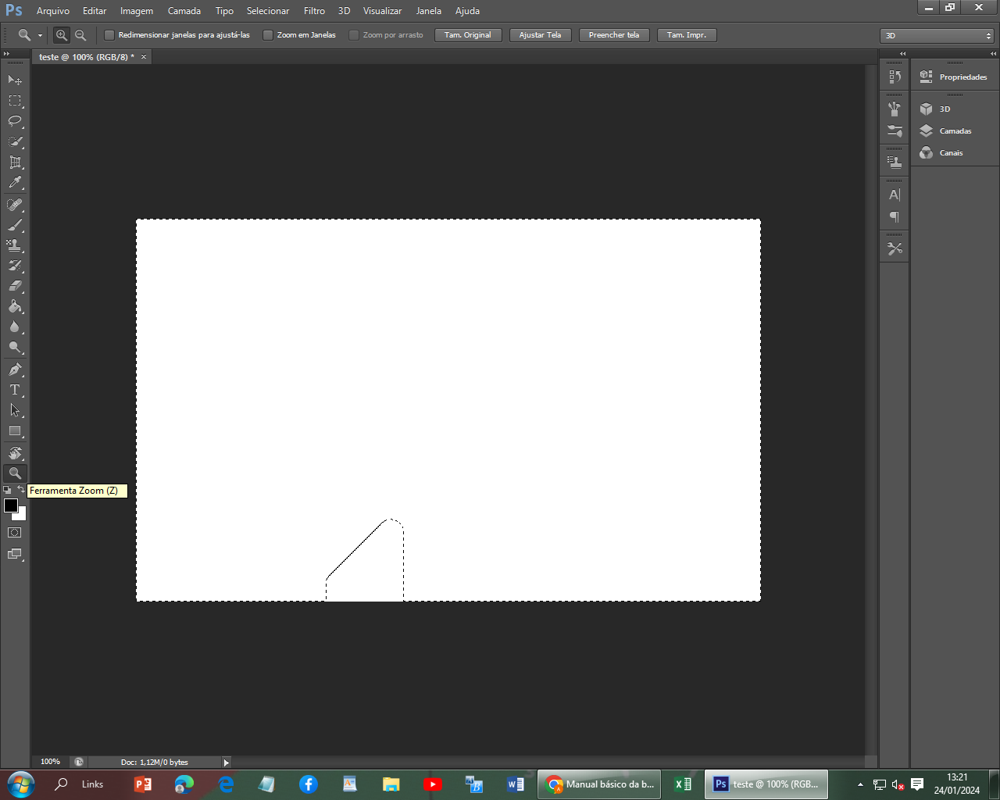 Ps Arquivo Editar Imagem Camada Tipo Selecionar Filtro 3D Visualizar Janela Ajuda
Redimensionar janelas para ajustá-las Zoom em Janelas Zoom por arrasto Tam. Original Ajustar Tela Preencher tela Tam. Impr. 3D
teste @ 100% (RGB/8) * ×
Propriedades
3D
Camadas
Canais
T
A
¶
Ferramenta Zoom (Z)
100% Doc: 1,12M/0 bytes
Links Manual básico da b... Ps teste @ 100% (RGB...
13:21
24/01/2024